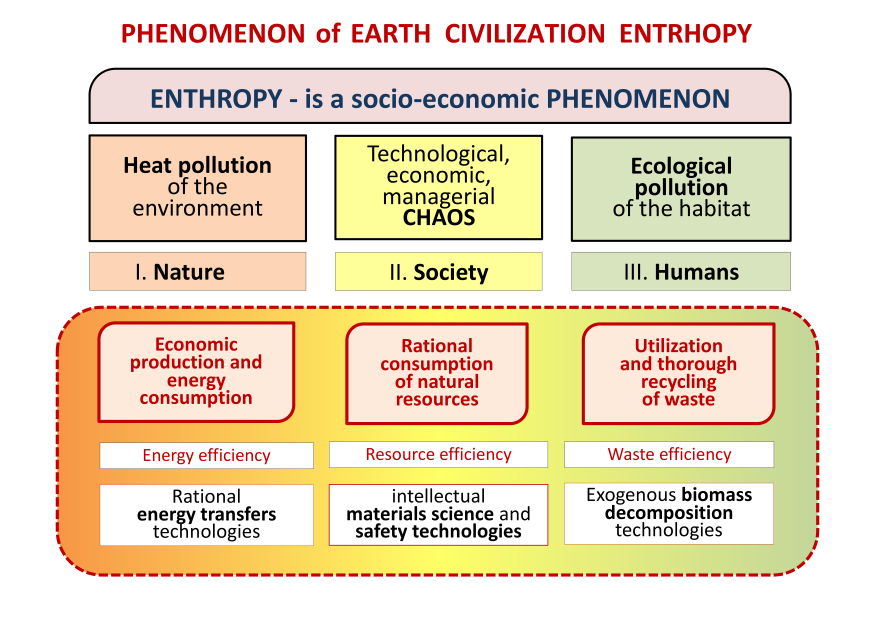 PHENOMENON of EARTH CIVILIZATION ENTRHOPY
ENTHROPY - is a socio-economic PHENOMENON
Heat pollution
of the
environment
Technological,
economic,
managerial
CHAOS
Ecological
pollution
of the habitat
I. Nature
II. Society
III. Humans
Economic
production and
energy
consumption
Rational
consumption
of natural
resources
Utilization
and thorough
recycling
of waste
Energy efficiency
Resource efficiency
Waste efficiency
Rational
energy transfers
technologies
intellectual
materials science and
safety technologies
Exogenous biomass
decomposition
technologies